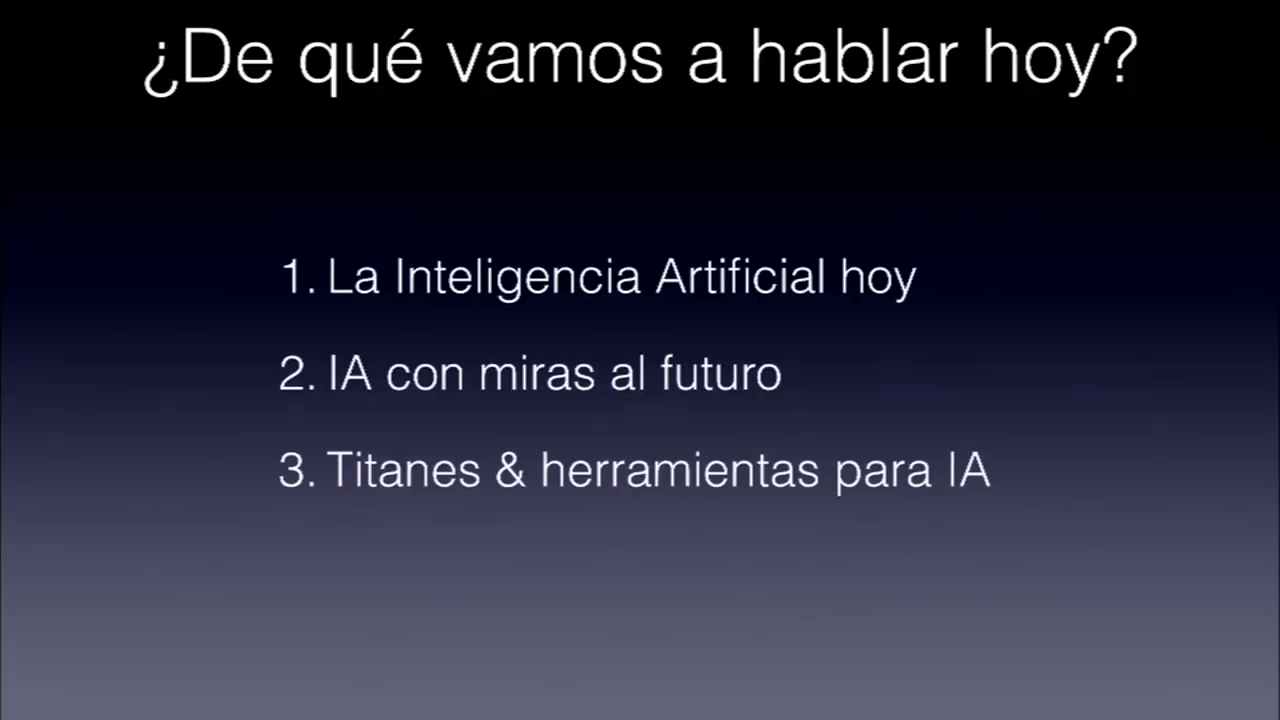 ¿De qué vamos a hablar hoy?
1. La Inteligencia Artificial hoy
2. IA con miras al futuro
3. Titanes & herramientas para IA